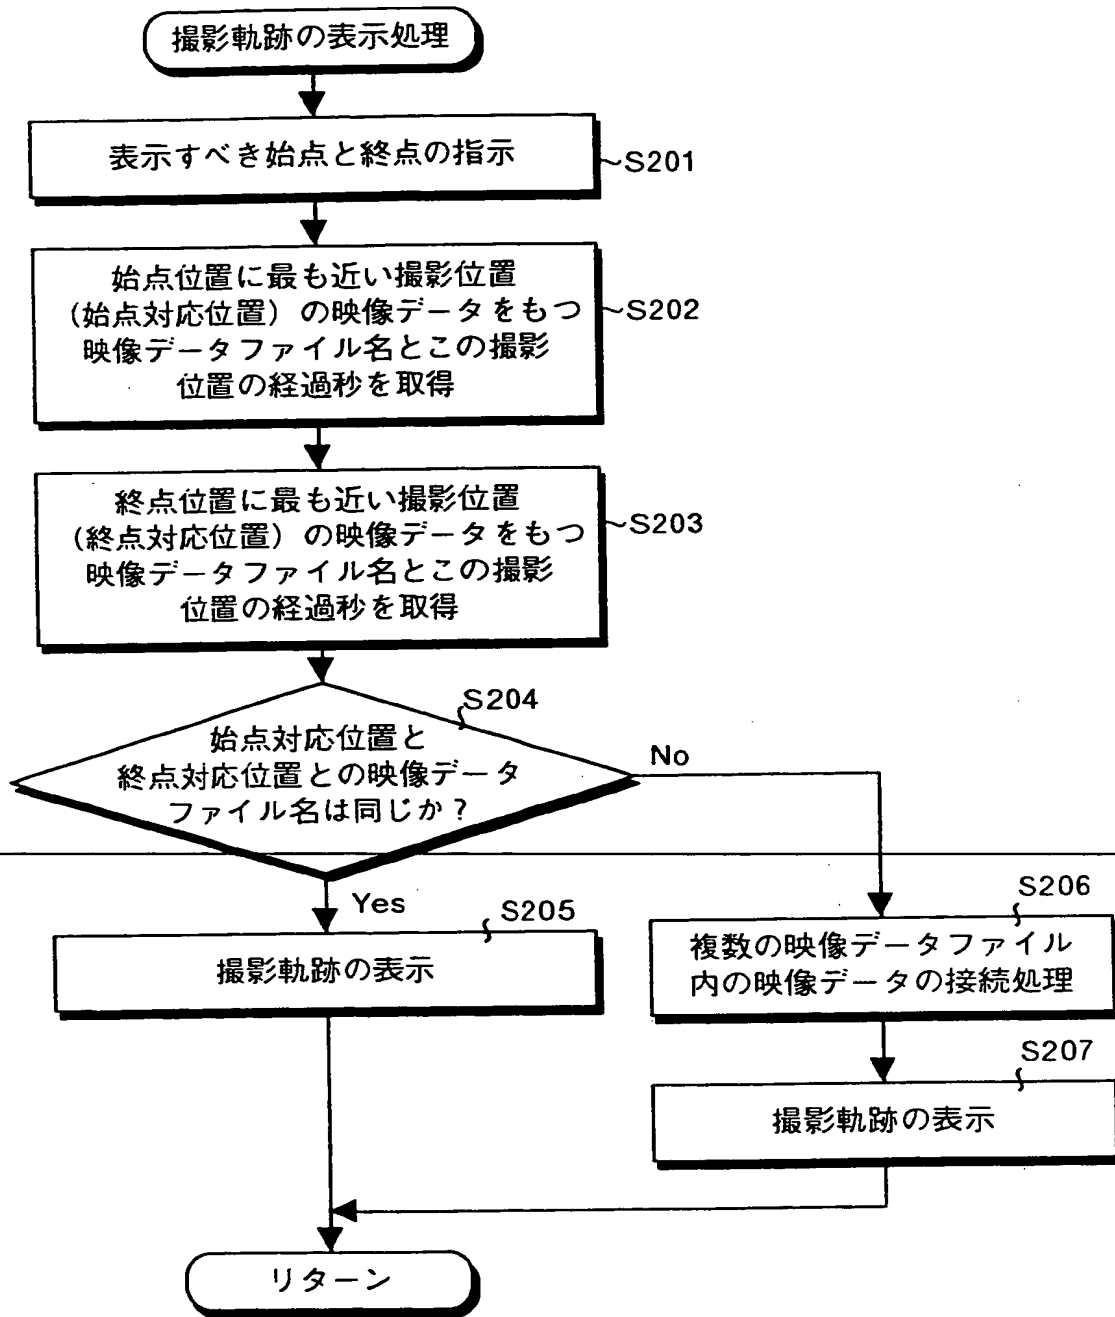 撮影軌跡の表示処理
表示すべき始点と終点の指示
S201
始点位置に最も近い撮影位置
(始点対応位置)の映像データをもつ
映像データファイル名とこの撮影
位置の経過秒を取得
S202
終点位置に最も近い撮影位置
(終点対応位置)の映像データをもつ
映像データファイル名とこの撮影
位置の経過秒を取得
S203
S204
始点対応位置と
終点対応位置との映像データ
ファイル名は同じか?
No
Yes
S205
撮影軌跡の表示
S206
複数の映像データファイル
内の映像データの接続処理
S207
撮影軌跡の表示
リターン